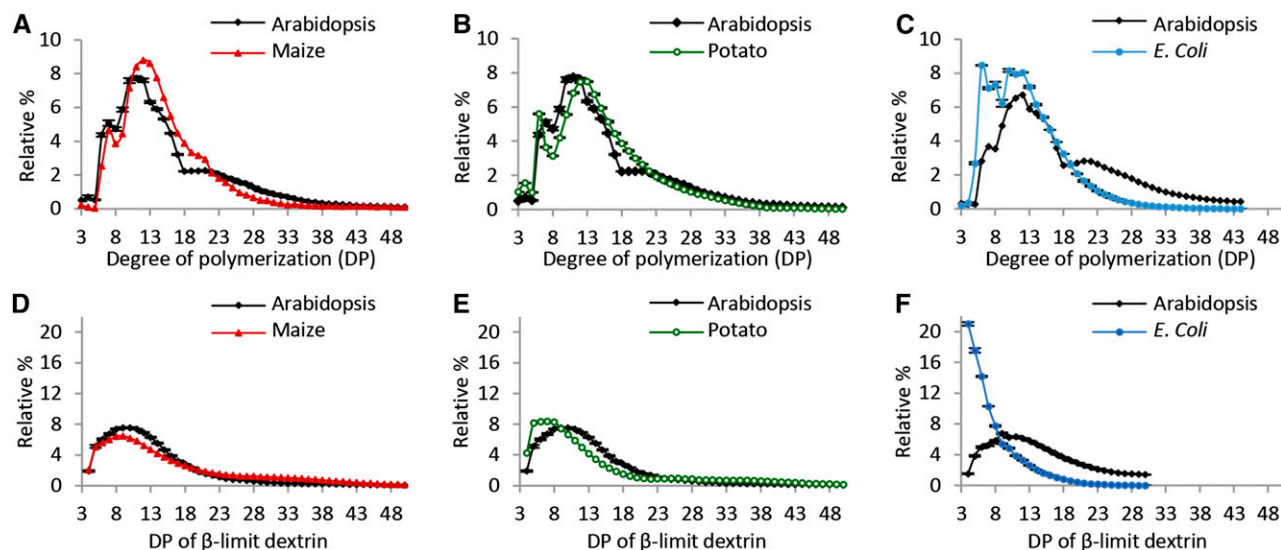 A
Arabidopsis
Maize
Relative %
10
8
6
4
2
0
3 8 13 18 23 28 33 38 43 48
Degree of polymerization (DP)
B
Arabidopsis
Potato
Relative %
10
8
6
4
2
0
3 8 13 18 23 28 33 38 43 48
Degree of polymerization (DP)
C
Arabidopsis
E. Coli
Relative %
10
8
6
4
2
0
3 8 13 18 23 28 33 38 43 48
Degree of polymerization (DP)
D
Arabidopsis
Maize
Relative %
20
16
12
8
4
0
3 8 13 18 23 28 33 38 43 48
DP of β-limit dextrin
E
Arabidopsis
Potato
Relative %
20
16
12
8
4
0
3 8 13 18 23 28 33 38 43 48
DP of β-limit dextrin
F
Arabidopsis
E. Coli
Relative %
20
16
12
8
4
0
3 8 13 18 23 28 33 38 43 48
DP of β-limit dextrin